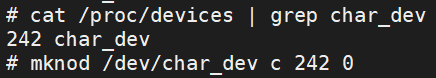 # cat /proc/devices | grep char_dev
242 char_dev
# mknod /dev/char_dev c 242 0